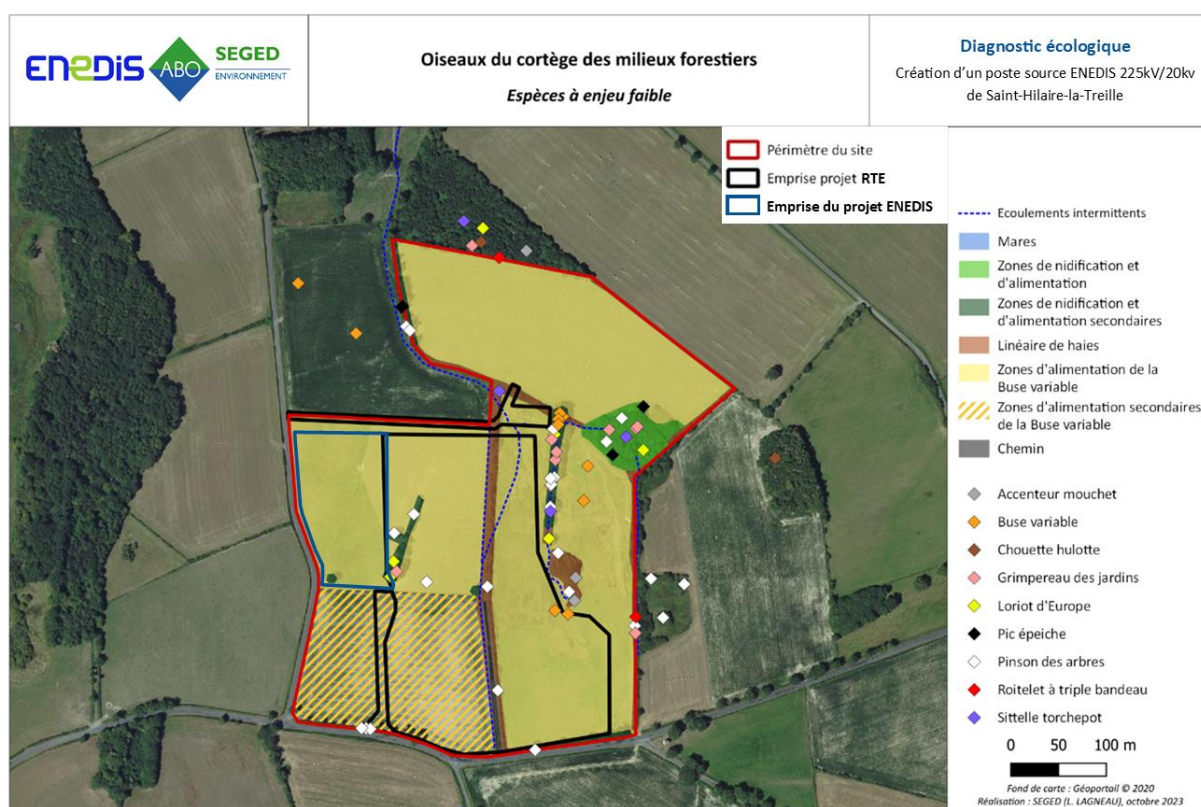 ENEDIS
ABO
SEGED
ENVIRONNEMENT
Oiseaux du cortège des milieux forestiers
Espèces à enjeu faible
Diagnostic écologique
Création d'un poste source ENEDIS 225kV/20kv
de Saint-Hilaire-la-Treille
Périmètre du site
Emprise projet RTE
Emprise du projet ENEDIS
Ecoulements intermittents
Mares
Zones de nidification et
d'alimentation
Zones de nidification et
d'alimentation secondaires
Linéaire de haies
Zones d'alimentation de la
Buse variable
Zones d'alimentation secondaires
de la Buse variable
Chemin
Accenteur mouchet
Buse variable
Chouette hulotte
Grimpereau des jardins
Loriot d'Europe
Pic épeiche
Pinson des arbres
Roitelet à triple bandeau
Sittelle torchepot
0 50 100 m
Fond de carte : Géoportail © 2020
Réalisation : SEGED (L. LAGNEAU), octobre 2023